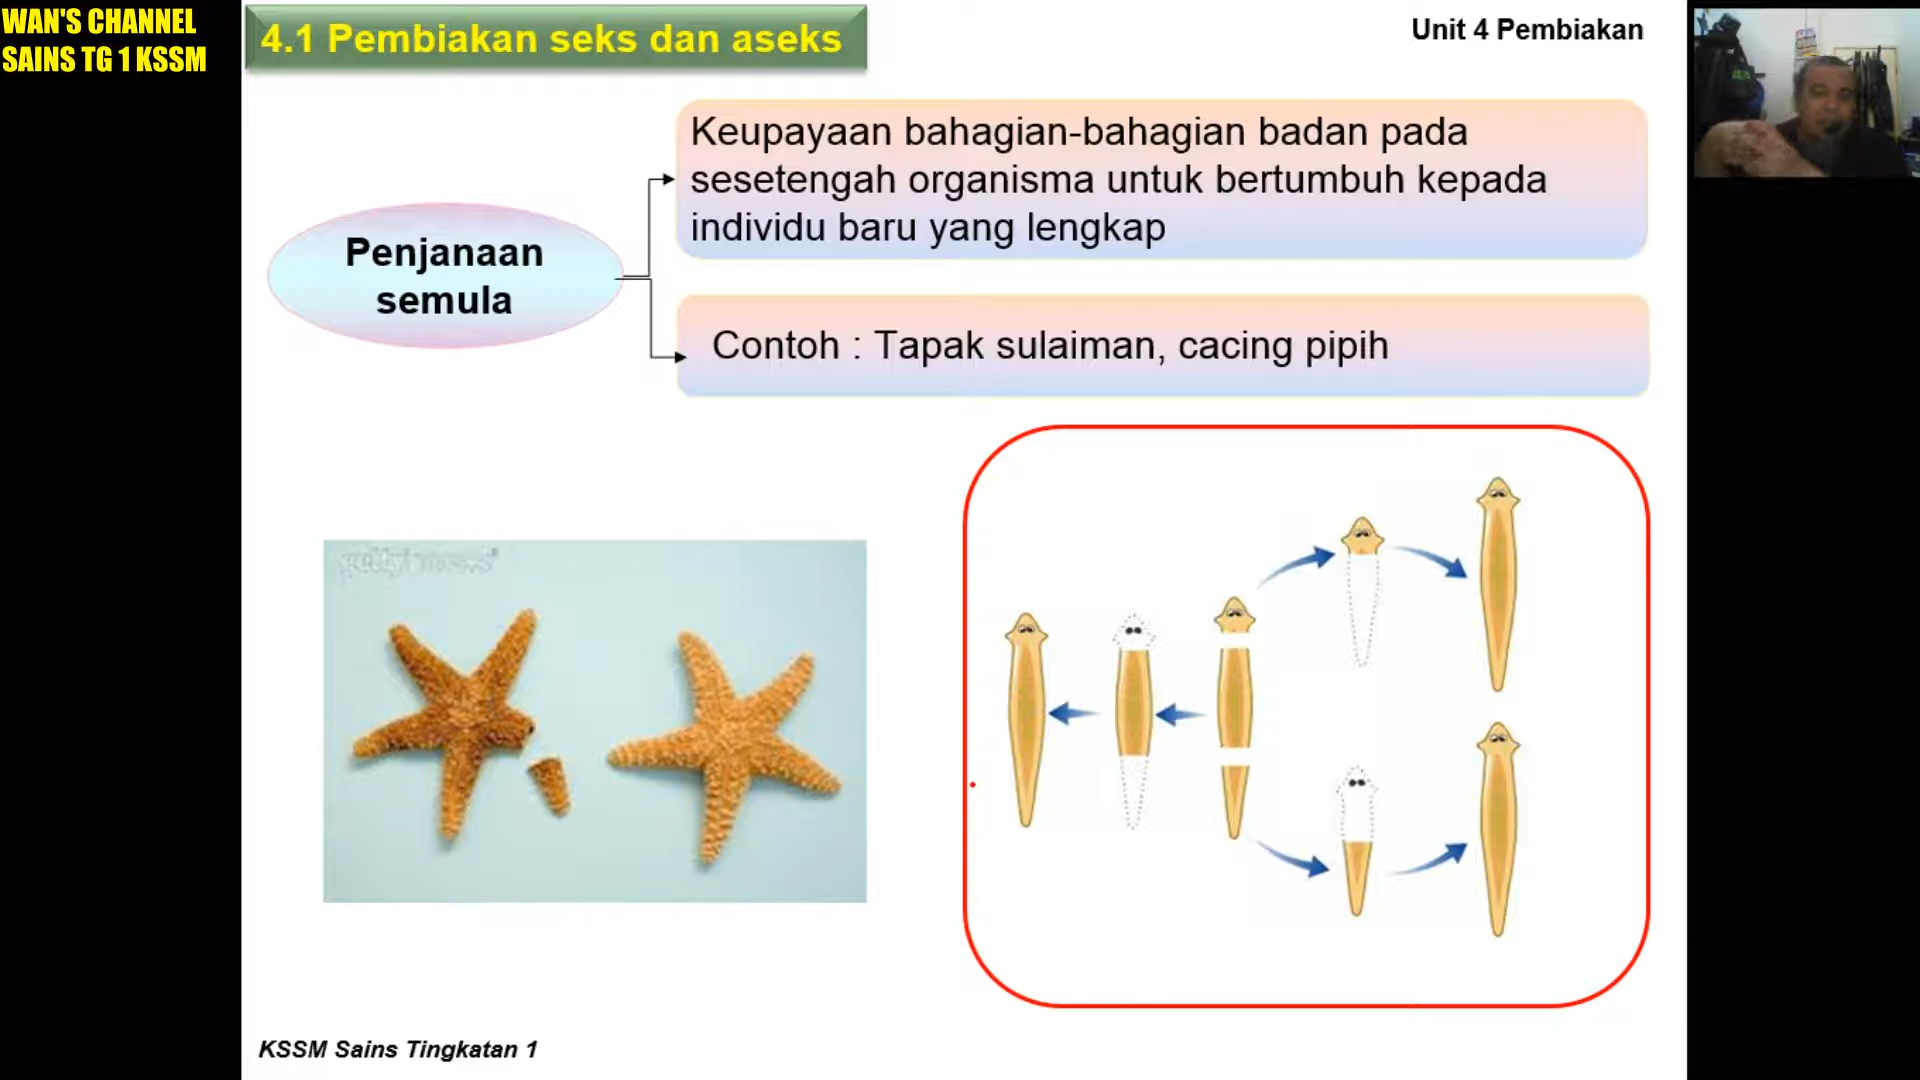 WAN'S CHANNEL
SAINS TG 1 KSSM
4.1 Pembiakan seks dan aseks
Unit 4 Pembiakan
Penjanaan
semula
Keupayaan bahagian-bahagian badan pada
sesetengah organisma untuk bertumbuh kepada
individu baru yang lengkap
Contoh : Tapak sulaiman, cacing pipih
KSSM Sains Tingkatan 1